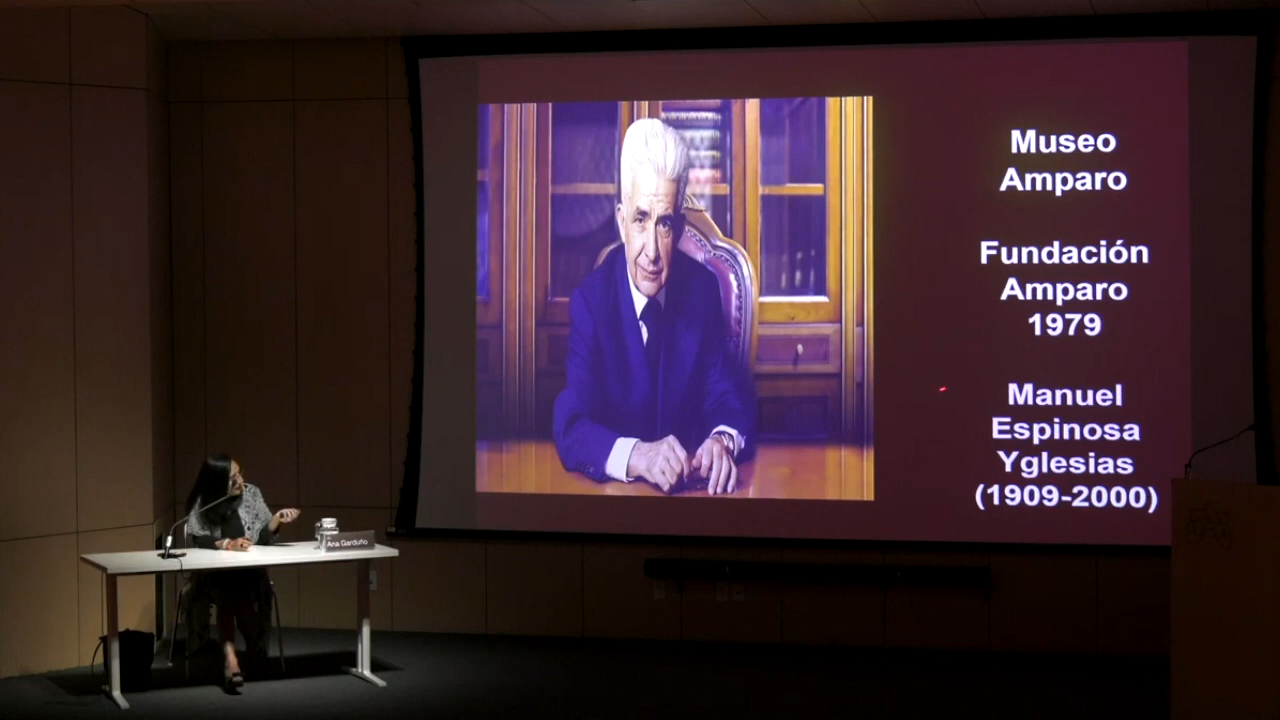 Museo
Amparo
Fundación
Amparo
1979
Manuel
Espinosa
Yglesias
(1909-2000)
Ana Garduño